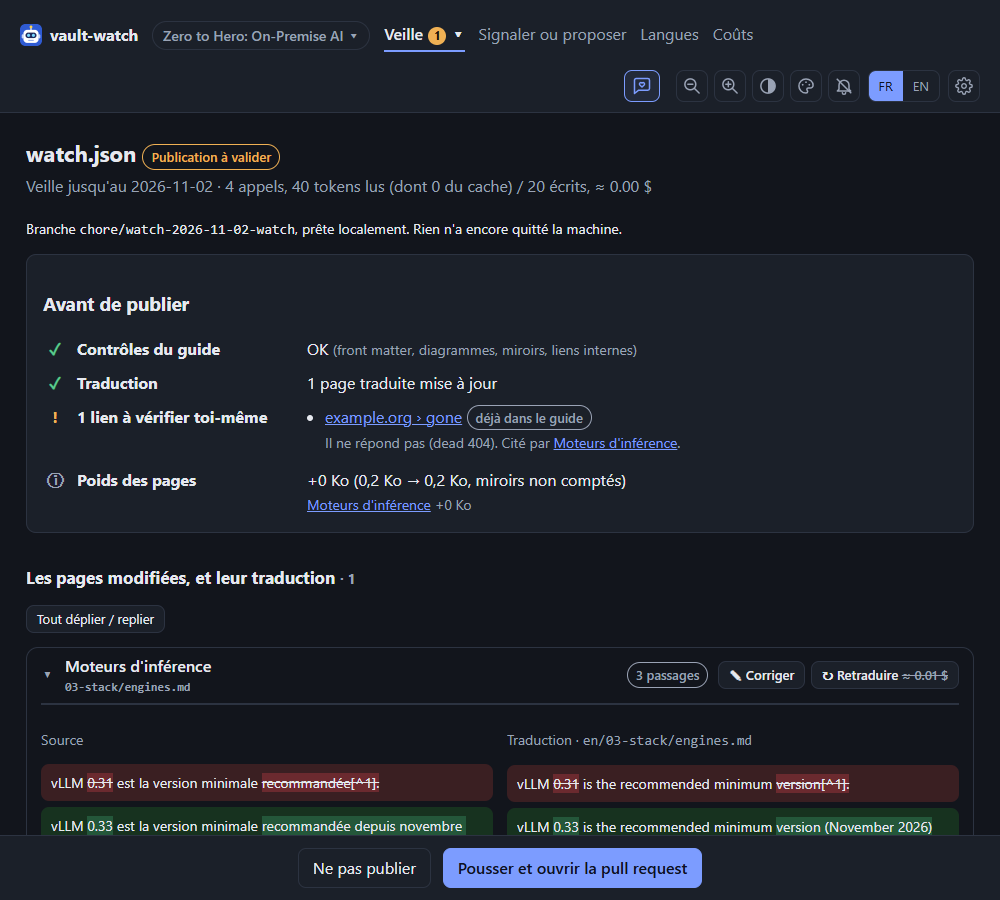 vault-watch
Zero to Hero: On-Premise AI ▾
Veille 1 ▾
Signaler ou proposer
Langues
Coûts
FR
EN
watch.json
Publication à valider
Veille jusqu'au 2026-11-02 · 4 appels, 40 tokens lus (dont 0 du cache) / 20 écrits, ≈ 0.00 $
Branche chore/watch-2026-11-02-watch, prête localement. Rien n'a encore quitté la machine.
Avant de publier
✓ Contrôles du guide
OK (front matter, diagrammes, miroirs, liens internes)
✓ Traduction
1 page traduite mise à jour
! 1 lien à vérifier toi-même
• example.org › gone déjà dans le guide
Il ne répond pas (dead 404). Cité par Moteurs d'inférence.
ⓘ Poids des pages
+0 Ko (0,2 Ko → 0,2 Ko, miroirs non comptés)
Moteurs d'inférence +0 Ko
Les pages modifiées, et leur traduction · 1
Tout déplier / replier
▾ Moteurs d'inférence
03-stack/engines.md
3 passages
✎ Corriger
↻ Retraduire ≈ 0.01 $
Source
Traduction · en/03-stack/engines.md
vLLM 0.31 est la version minimale recommandée[^1].
vLLM 0.31 is the recommended minimum version[^1].
vLLM 0.33 est la version minimale recommandée depuis novembre
vLLM 0.33 is the recommended minimum version (November 2026)
Ne pas publier
Pousser et ouvrir la pull request